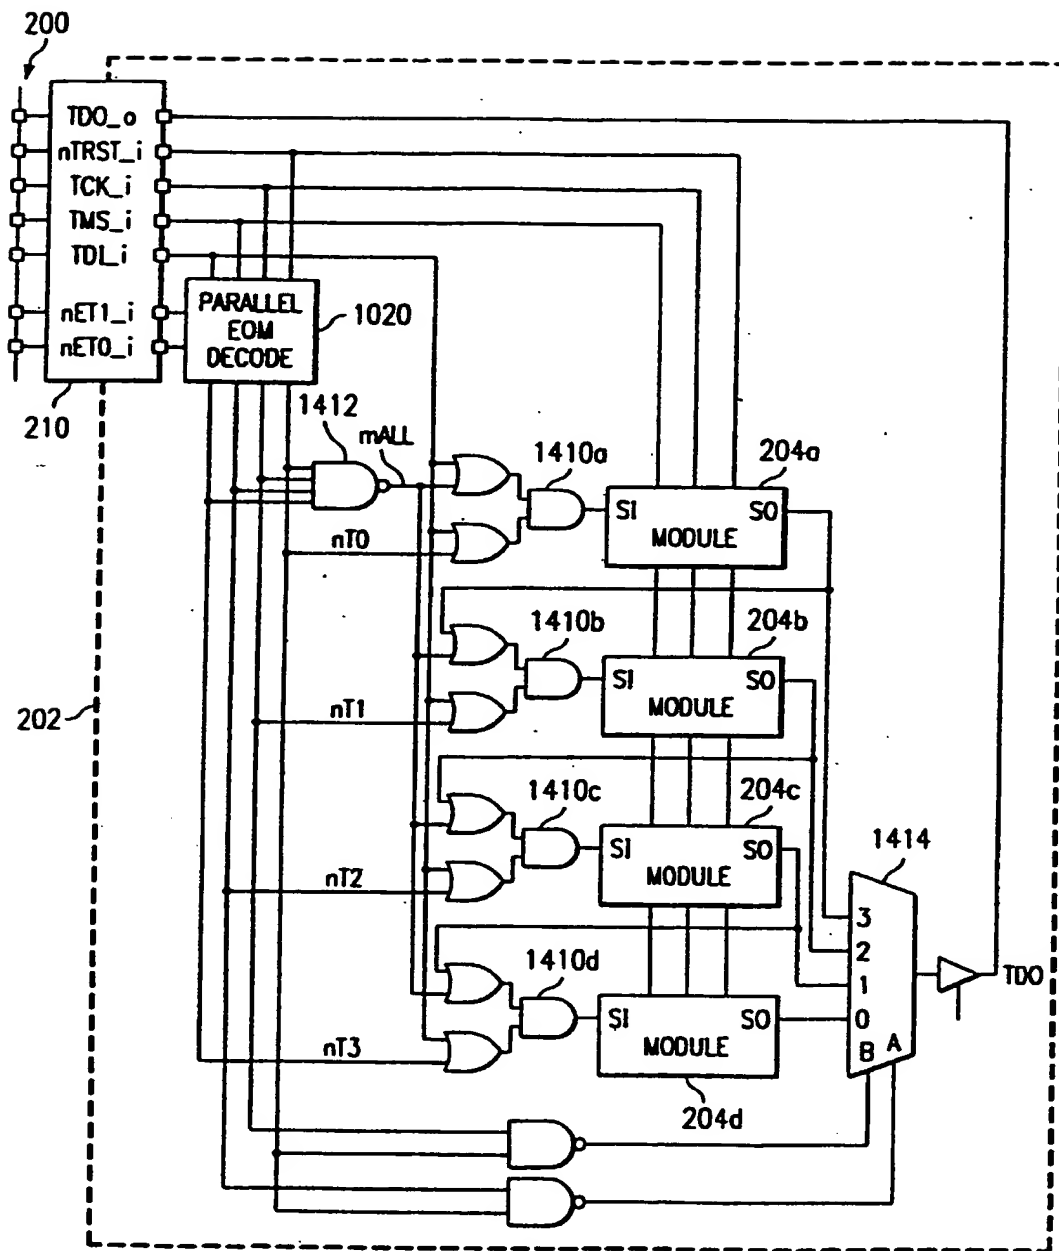 200
TDO_o
nTRST_i
TCK_i
TMS_i
TDI_i
nET1_i
nET0_i
210
PARALLEL
EOM
DECODE
1020
1412
mALL
nT0
1410a
204a
SI SO
MODULE
1410b
204b
SI SO
MODULE
202
nT1
1410c
204c
SI SO
MODULE
nT2
1414
3
2
1
0
B A
TDO
1410d
SI SO
MODULE
nT3
204d